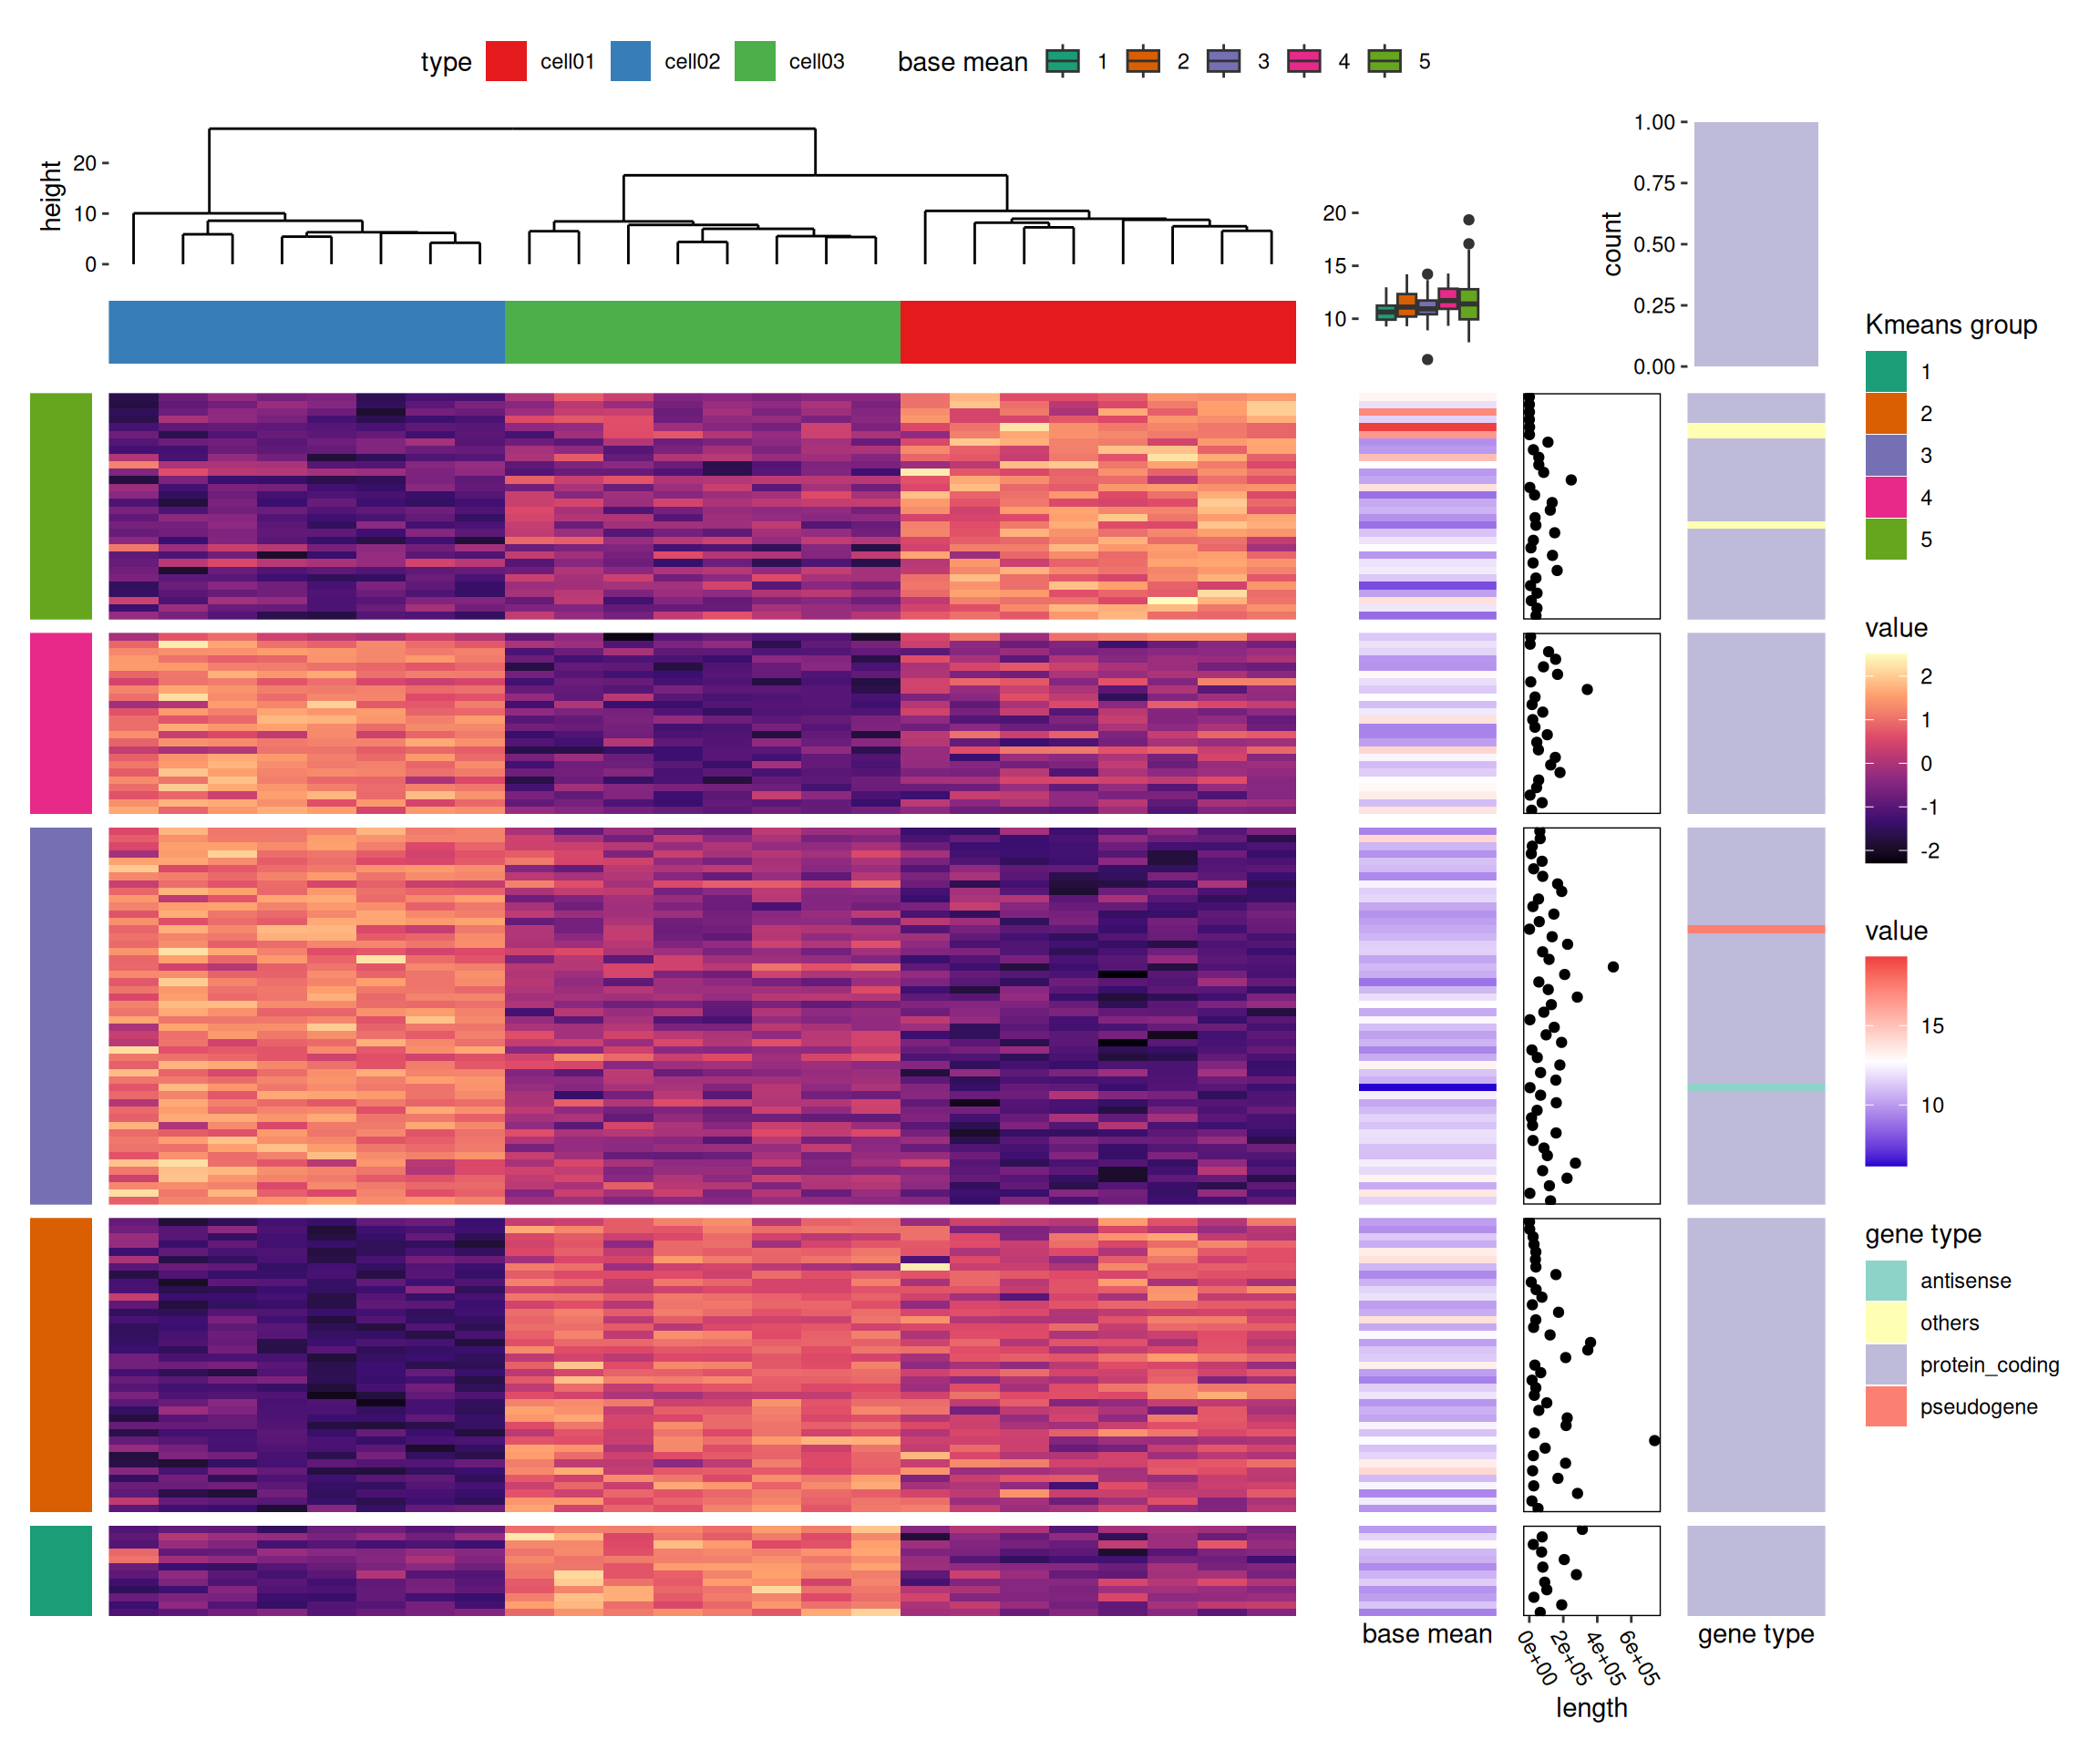 type cell01 cell02 cell03 base mean 1 2 3 4 5
height
20
10
0
20
15
10
count
1.00
0.75
0.50
0.25
0.00
Kmeans group
1
2
3
4
5
value
2
1
0
-1
-2
value
15
10
gene type
antisense
others
protein_coding
pseudogene
base mean
0e+00
2e+05
4e+05
6e+05
length
gene type